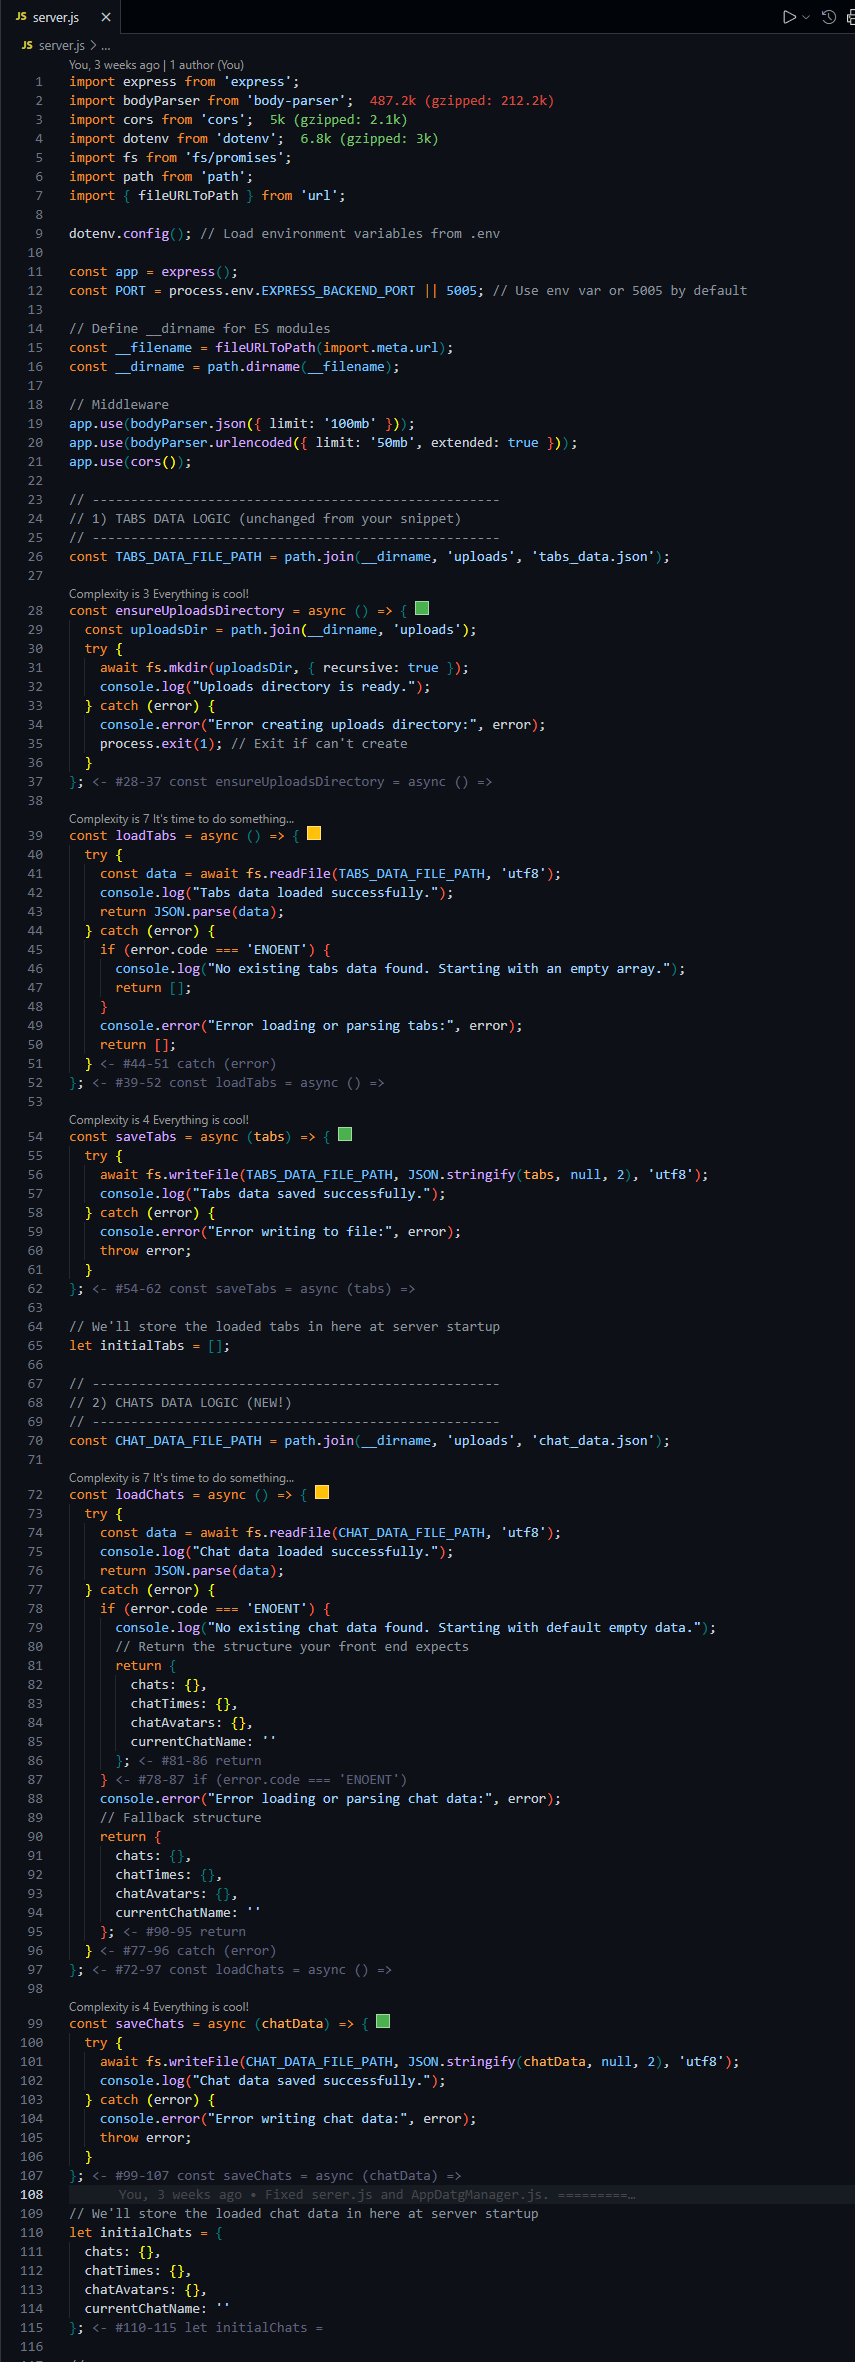 JS server.js ×
JS server.js > ...
You, 3 weeks ago | 1 author (You)
1 import express from 'express';
2 import bodyParser from 'body-parser'; 487.2k (gzipped: 212.2k)
3 import cors from 'cors'; 5k (gzipped: 2.1k)
4 import dotenv from 'dotenv'; 6.8k (gzipped: 3k)
5 import fs from 'fs/promises';
6 import path from 'path';
7 import { fileURLToPath } from 'url';
8
9 dotenv.config(); // Load environment variables from .env
10
11 const app = express();
12 const PORT = process.env.EXPRESS_BACKEND_PORT || 5005; // Use env var or 5005 by default
13
14 // Define __dirname for ES modules
15 const __filename = fileURLToPath(import.meta.url);
16 const __dirname = path.dirname(__filename);
17
18 // Middleware
19 app.use(bodyParser.json({ limit: '100mb' }));
20 app.use(bodyParser.urlencoded({ limit: '50mb', extended: true }));
21 app.use(cors());
22
23 // -----------------------------------------------------
24 // 1) TABS DATA LOGIC (unchanged from your snippet)
25 // -----------------------------------------------------
26 const TABS_DATA_FILE_PATH = path.join(__dirname, 'uploads', 'tabs_data.json');
27
Complexity is 3 Everything is cool!
28 const ensureUploadsDirectory = async () => {
29 const uploadsDir = path.join(__dirname, 'uploads');
30 try {
31 await fs.mkdir(uploadsDir, { recursive: true });
32 console.log("Uploads directory is ready.");
33 } catch (error) {
34 console.error("Error creating uploads directory:", error);
35 process.exit(1); // Exit if can't create
36 }
37 }; <- #28-37 const ensureUploadsDirectory = async () =>
38
Complexity is 7 It's time to do something...
39 const loadTabs = async () => {
40 try {
41 const data = await fs.readFile(TABS_DATA_FILE_PATH, 'utf8');
42 console.log("Tabs data loaded successfully.");
43 return JSON.parse(data);
44 } catch (error) {
45 if (error.code === 'ENOENT') {
46 console.log("No existing tabs data found. Starting with an empty array.");
47 return [];
48 }
49 console.error("Error loading or parsing tabs:", error);
50 return [];
51 } <- #44-51 catch (error)
52 }; <- #39-52 const loadTabs = async () =>
53
Complexity is 4 Everything is cool!
54 const saveTabs = async (tabs) => {
55 try {
56 await fs.writeFile(TABS_DATA_FILE_PATH, JSON.stringify(tabs, null, 2), 'utf8');
57 console.log("Tabs data saved successfully.");
58 } catch (error) {
59 console.error("Error writing to file:", error);
60 throw error;
61 }
62 }; <- #54-62 const saveTabs = async (tabs) =>
63
64 // We'll store the loaded tabs in here at server startup
65 let initialTabs = [];
66
67 // -----------------------------------------------------
68 // 2) CHATS DATA LOGIC (NEW!)
69 // -----------------------------------------------------
70 const CHAT_DATA_FILE_PATH = path.join(__dirname, 'uploads', 'chat_data.json');
71
Complexity is 7 It's time to do something...
72 const loadChats = async () => {
73 try {
74 const data = await fs.readFile(CHAT_DATA_FILE_PATH, 'utf8');
75 console.log("Chat data loaded successfully.");
76 return JSON.parse(data);
77 } catch (error) {
78 if (error.code === 'ENOENT') {
79 console.log("No existing chat data found. Starting with default empty data.");
80 // Return the structure your front end expects
81 return {
82 chats: {},
83 chatTimes: {},
84 chatAvatars: {},
85 currentChatName: ''
86 }; <- #81-86 return
87 } <- #78-87 if (error.code === 'ENOENT')
88 console.error("Error loading or parsing chat data:", error);
89 // Fallback structure
90 return {
91 chats: {},
92 chatTimes: {},
93 chatAvatars: {},
94 currentChatName: ''
95 }; <- #90-95 return
96 } <- #77-96 catch (error)
97 }; <- #72-97 const loadChats = async () =>
98
Complexity is 4 Everything is cool!
99 const saveChats = async (chatData) => {
100 try {
101 await fs.writeFile(CHAT_DATA_FILE_PATH, JSON.stringify(chatData, null, 2), 'utf8');
102 console.log("Chat data saved successfully.");
103 } catch (error) {
104 console.error("Error writing chat data:", error);
105 throw error;
106 }
107 }; <- #99-107 const saveChats = async (chatData) =>
108 You, 3 weeks ago • Fixed serer.js and AppDatgManager.js. =========…
109 // We'll store the loaded chat data in here at server startup
110 let initialChats = {
111 chats: {},
112 chatTimes: {},
113 chatAvatars: {},
114 currentChatName: ''
115 }; <- #110-115 let initialChats =
116